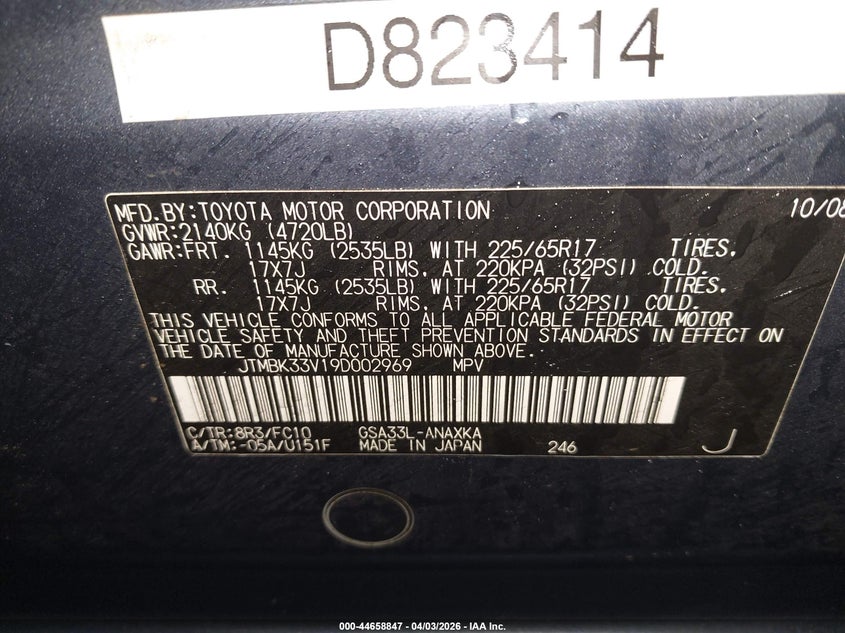 D823414
MFD.BY:TOYOTA MOTOR CORPORATION 10/08
GVWR:2140KG (4720LB)
GAWR:FRT. 1145KG (2535LB) WITH 225/65R17 TIRES,
17X7J RIMS, AT 220KPA (32PSI) COLD.
RR. 1145KG (2535LB) WITH 225/65R17 TIRES,
17X7J RIMS, AT 220KPA (32PSI) COLD.
THIS VEHICLE CONFORMS TO ALL APPLICABLE FEDERAL MOTOR
VEHICLE SAFETY AND THEFT PREVENTION STANDARDS IN EFFECT ON
THE DATE OF MANUFACTURE SHOWN ABOVE.
JTMBK33V19D002969 MPV
C/TR:8R3/FC10 GSA33L-ANAXKA
A/TM:-05A/U151F MADE IN JAPAN 246 J
000-44658847 - 04/03/2026 - IAA Inc.